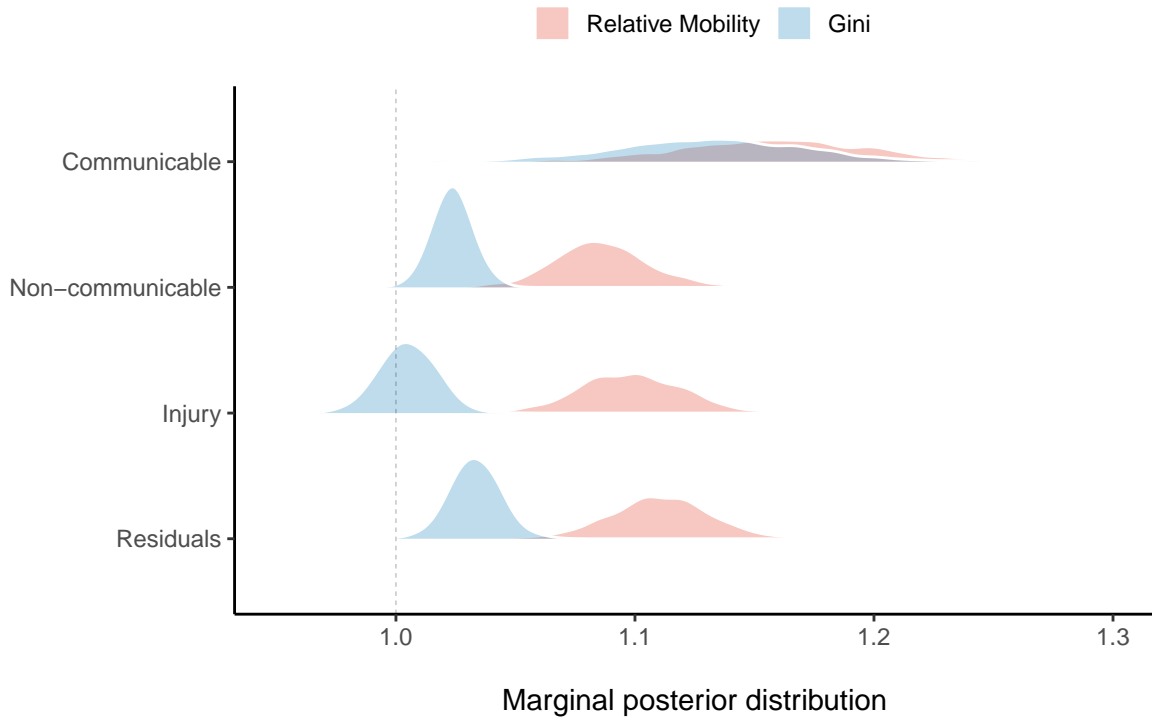 Relative Mobility Gini
Communicable
Non−communicable
Injury
Residuals
1.0 1.1 1.2 1.3
Marginal posterior distribution